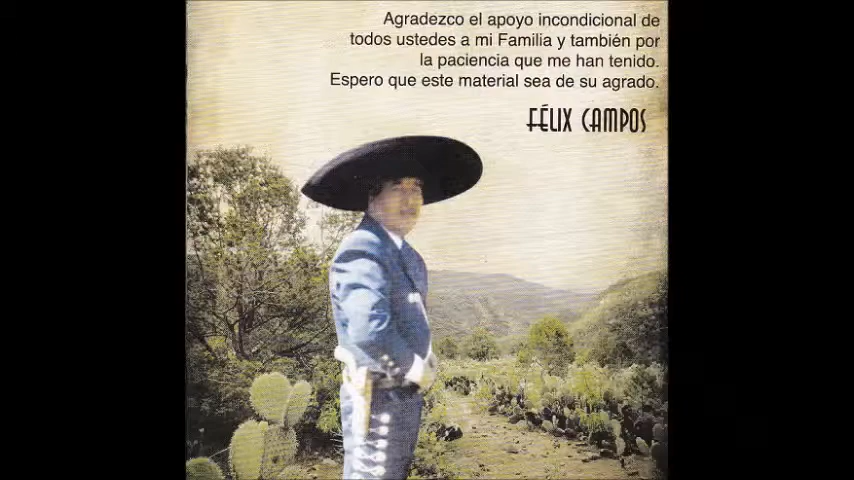 Agradezco el apoyo incondicional de
todos ustedes a mi Familia y también por
la paciencia que me han tenido.
Espero que este material sea de su agrado.
FÉLIX CAMPOS